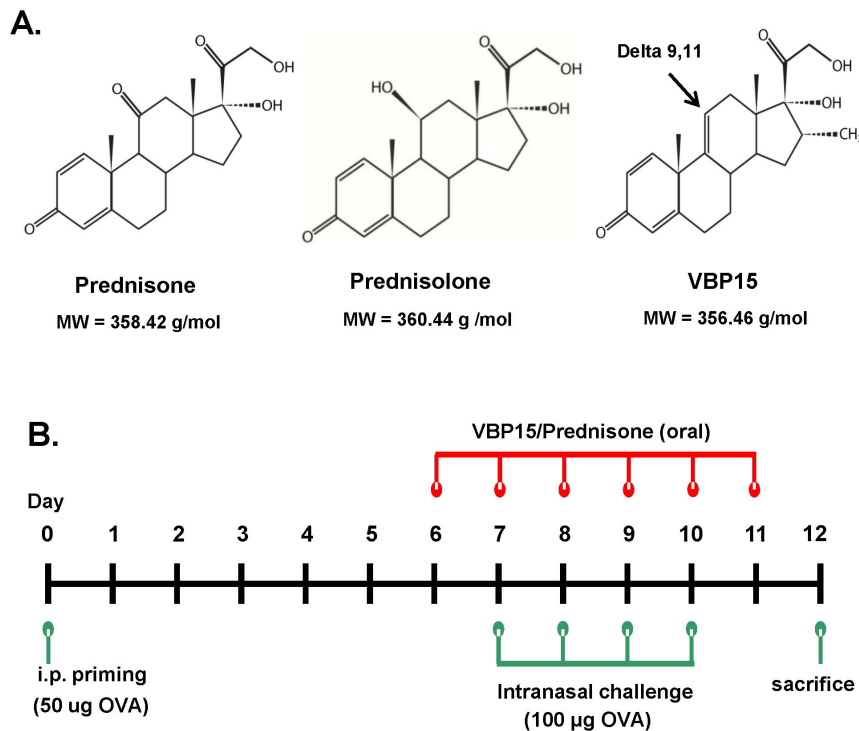 A.
O
OH
O
OH
O
Prednisone
MW = 358.42 g/mol
O
OH
HO
OH
O
Prednisolone
MW = 360.44 g /mol
Delta 9,11
O
OH
OH
CH
O
VBP15
MW = 356.46 g/mol
B.
VBP15/Prednisone (oral)
Day
0 1 2 3 4 5 6 7 8 9 10 11 12
i.p. priming
(50 ug OVA)
Intranasal challenge
(100 µg OVA)
sacrifice